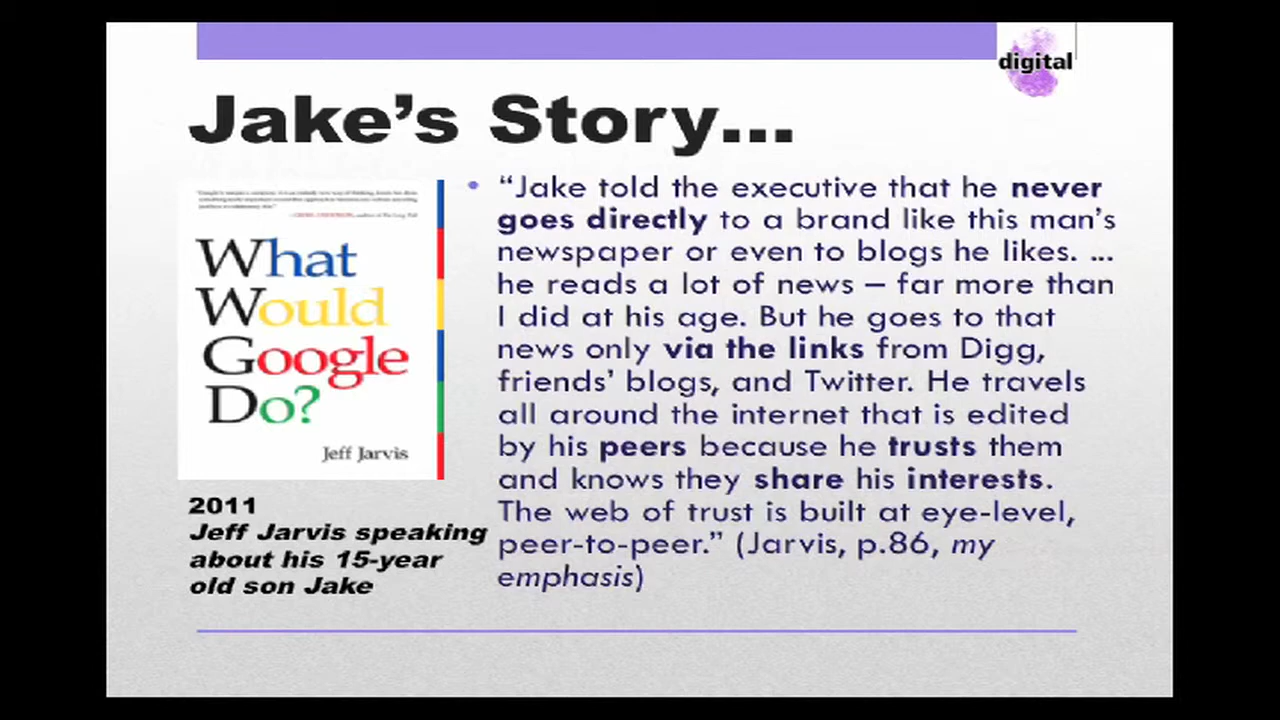 digital
Jake’s Story...
What
Would
Google
Do?
Jeff Jarvis
2011
Jeff Jarvis speaking
about his 15-year
old son Jake
• “Jake told the executive that he never
goes directly to a brand like this man’s
newspaper or even to blogs he likes. ...
he reads a lot of news – far more than
I did at his age. But he goes to that
news only via the links from Digg,
friends’ blogs, and Twitter. He travels
all around the internet that is edited
by his peers because he trusts them
and knows they share his interests.
The web of trust is built at eye-level,
peer-to-peer.” (Jarvis, p.86, my
emphasis)